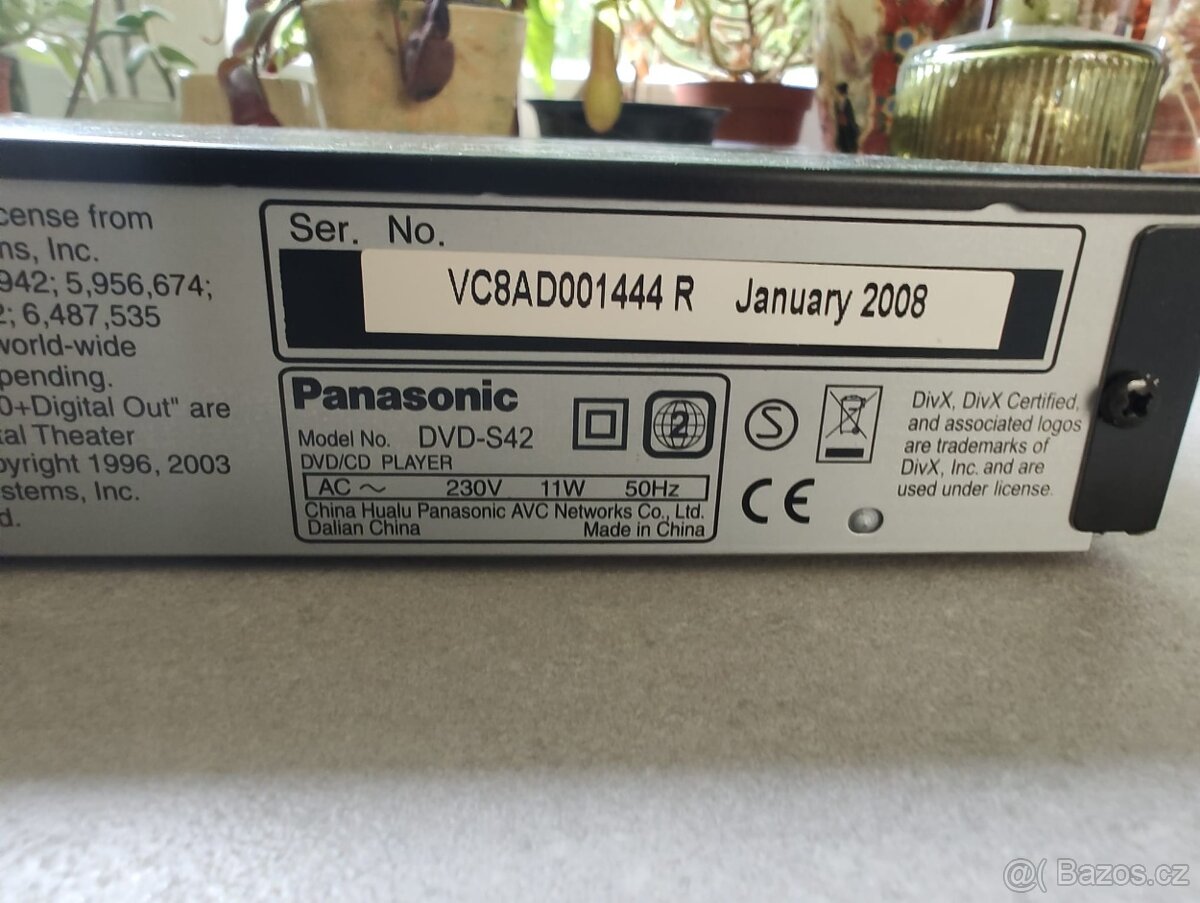 cense from
ns, Inc.
942; 5,956,674;
2; 6,487,535
world-wide
pending.
0+Digital Out" are
tal Theater
pyright 1996, 2003
stems, Inc.
d.
Ser. No.
VC8AD001444 R January 2008
Panasonic
Model No. DVD-S42
DVD/CD PLAYER
AC ～ 230V 11W 50Hz
China Hualu Panasonic AVC Networks Co., Ltd.
Dalian China Made in China
2
S
CE
DivX, DivX Certified,
and associated logos
are trademarks of
DivX, Inc. and are
used under license.
@( Bazos.cz